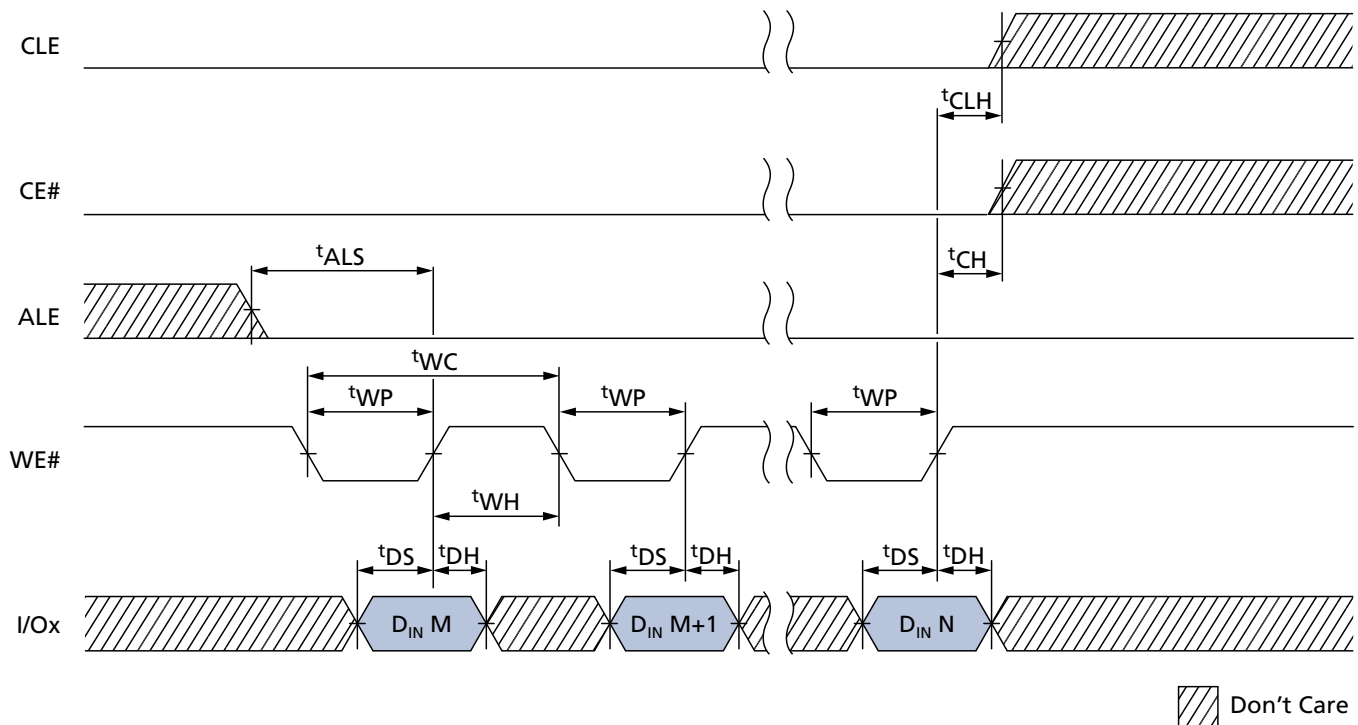 CLE
tCLH
CE#
tALS
tCH
ALE
tWC
tWP
tWP
tWP
WE#
tWH
tDS
tDH
tDS
tDH
tDS
tDH
I/Ox
DIN M
DIN M+1
DIN N
Don't Care